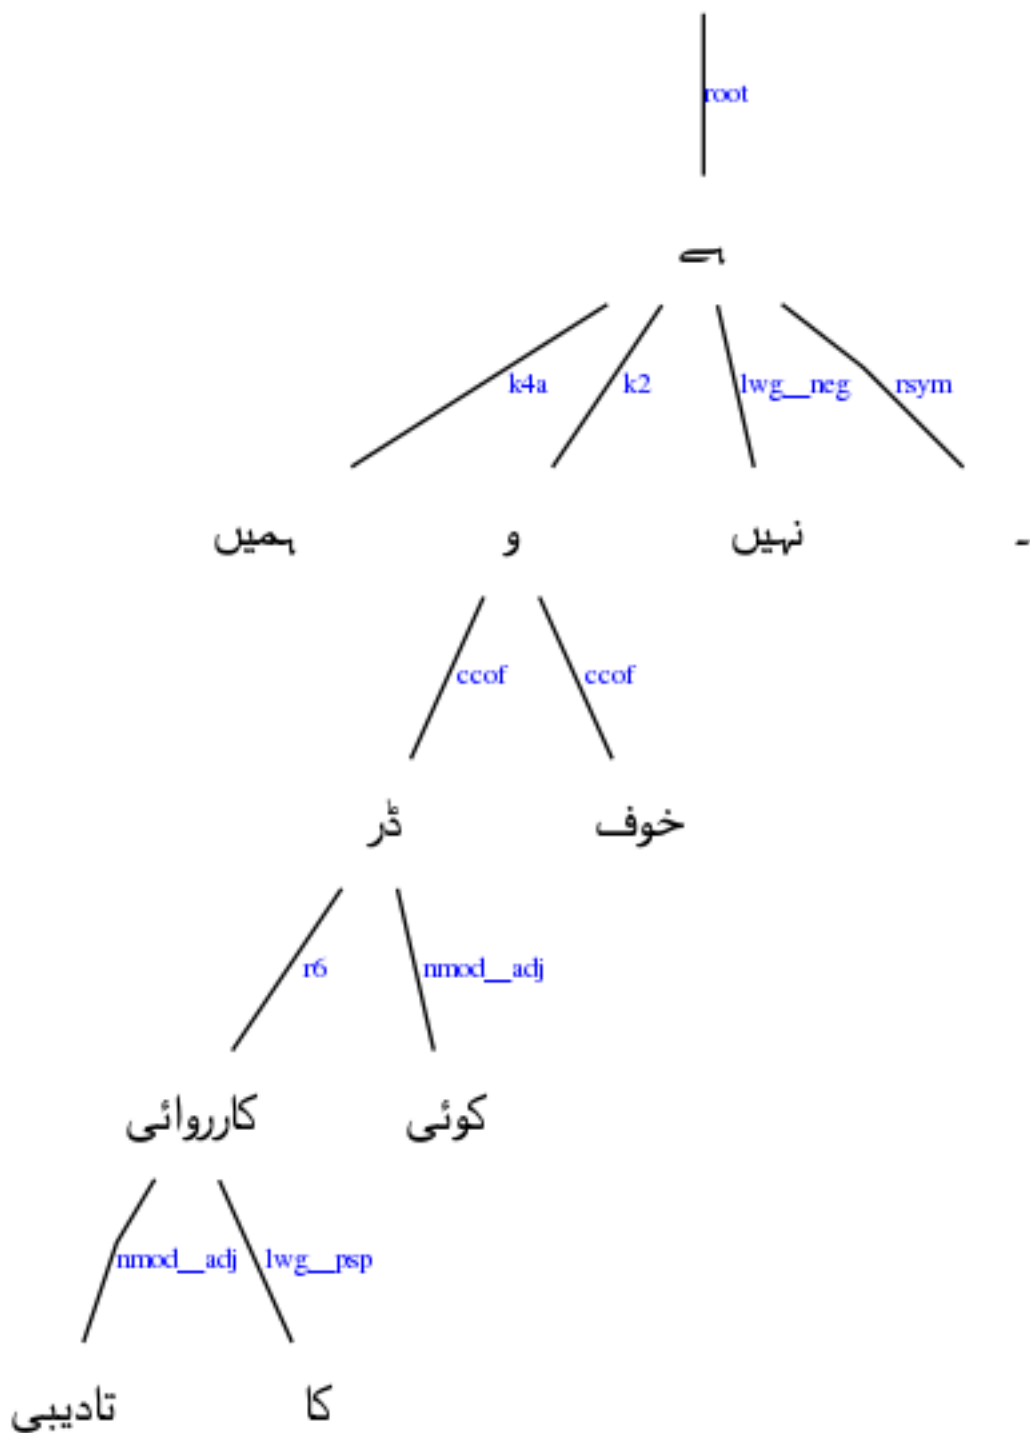 root
ہے
k4a k2 lwg__neg rsym
ہمیں و نہیں ۔
ccof ccof
ڈر خوف
r6 nmod__adj
کارروائی کوئی
nmod__adj lwg__psp
تادیبی کا